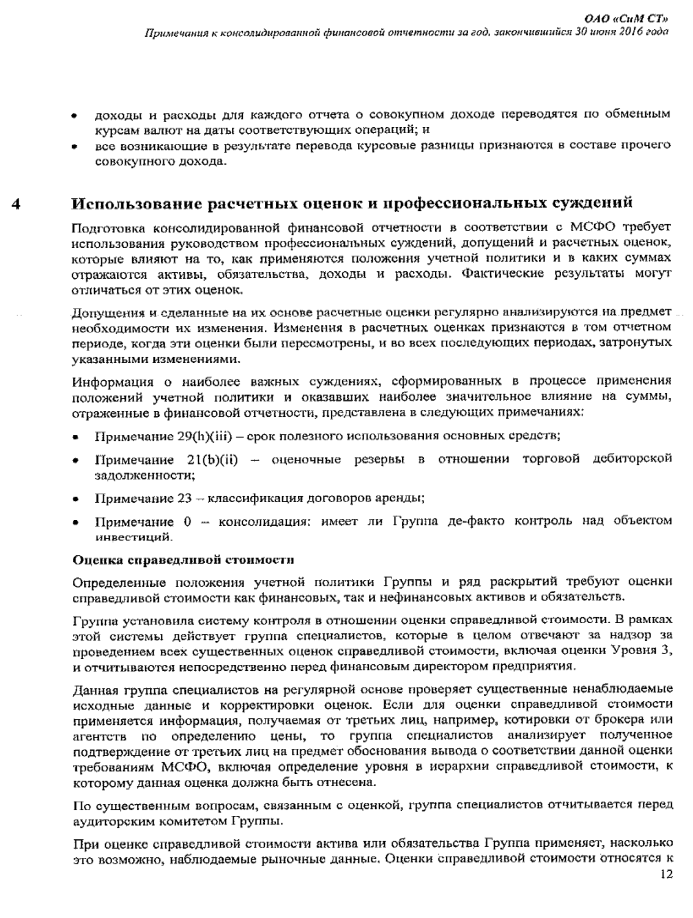 ОАО «СиМ СТ»
Примечания к консолидированной финансовой отчетности за год, закончившийся 30 июня 2016 года
• доходы и расходы для каждого отчета о совокупном доходе переводятся по обменным
курсам валют на даты соответствующих операций; и
• все возникающие в результате перевода курсовые разницы признаются в составе прочего
совокупного дохода.
4 Использование расчетных оценок и профессиональных суждений
Подготовка консолидированной финансовой отчетности в соответствии с МСФО требует
использования руководством профессиональных суждений, допущений и расчетных оценок,
которые влияют на то, как применяются положения учетной политики и в каких суммах
отражаются активы, обязательства, доходы и расходы. Фактические результаты могут
отличаться от этих оценок.
Допущения и сделанные на их основе расчетные оценки регулярно анализируются на предмет
необходимости их изменения. Изменения в расчетных оценках признаются в том отчетном
периоде, когда эти оценки были пересмотрены, и во всех последующих периодах, затронутых
указанными изменениями.
Информация о наиболее важных суждениях, сформированных в процессе применения
положений учетной политики и оказавших наиболее значительное влияние на суммы,
отраженные в финансовой отчетности, представлена в следующих примечаниях:
• Примечание 29(h)(iii) – срок полезного использования основных средств;
• Примечание 21(b)(ii) – оценочные резервы в отношении торговой дебиторской
задолженности;
• Примечание 23 – классификация договоров аренды;
• Примечание 0 – консолидация: имеет ли Группа де-факто контроль над объектом
инвестиций.
Оценка справедливой стоимости
Определенные положения учетной политики Группы и ряд раскрытий требуют оценки
справедливой стоимости как финансовых, так и нефинансовых активов и обязательств.
Группа установила систему контроля в отношении оценки справедливой стоимости. В рамках
этой системы действует группа специалистов, которые в целом отвечают за надзор за
проведением всех существенных оценок справедливой стоимости, включая оценки Уровня 3,
и отчитываются непосредственно перед финансовым директором предприятия.
Данная группа специалистов на регулярной основе проверяет существенные ненаблюдаемые
исходные данные и корректировки оценок. Если для оценки справедливой стоимости
применяется информация, получаемая от третьих лиц, например, котировки от брокера или
агентств по определению цены, то группа специалистов анализирует полученное
подтверждение от третьих лиц на предмет обоснования вывода о соответствии данной оценки
требованиям МСФО, включая определение уровня в иерархии справедливой стоимости, к
которому данная оценка должна быть отнесена.
По существенным вопросам, связанным с оценкой, группа специалистов отчитывается перед
аудиторским комитетом Группы.
При оценке справедливой стоимости актива или обязательства Группа применяет, насколько
это возможно, наблюдаемые рыночные данные. Оценки справедливой стоимости относятся к
12